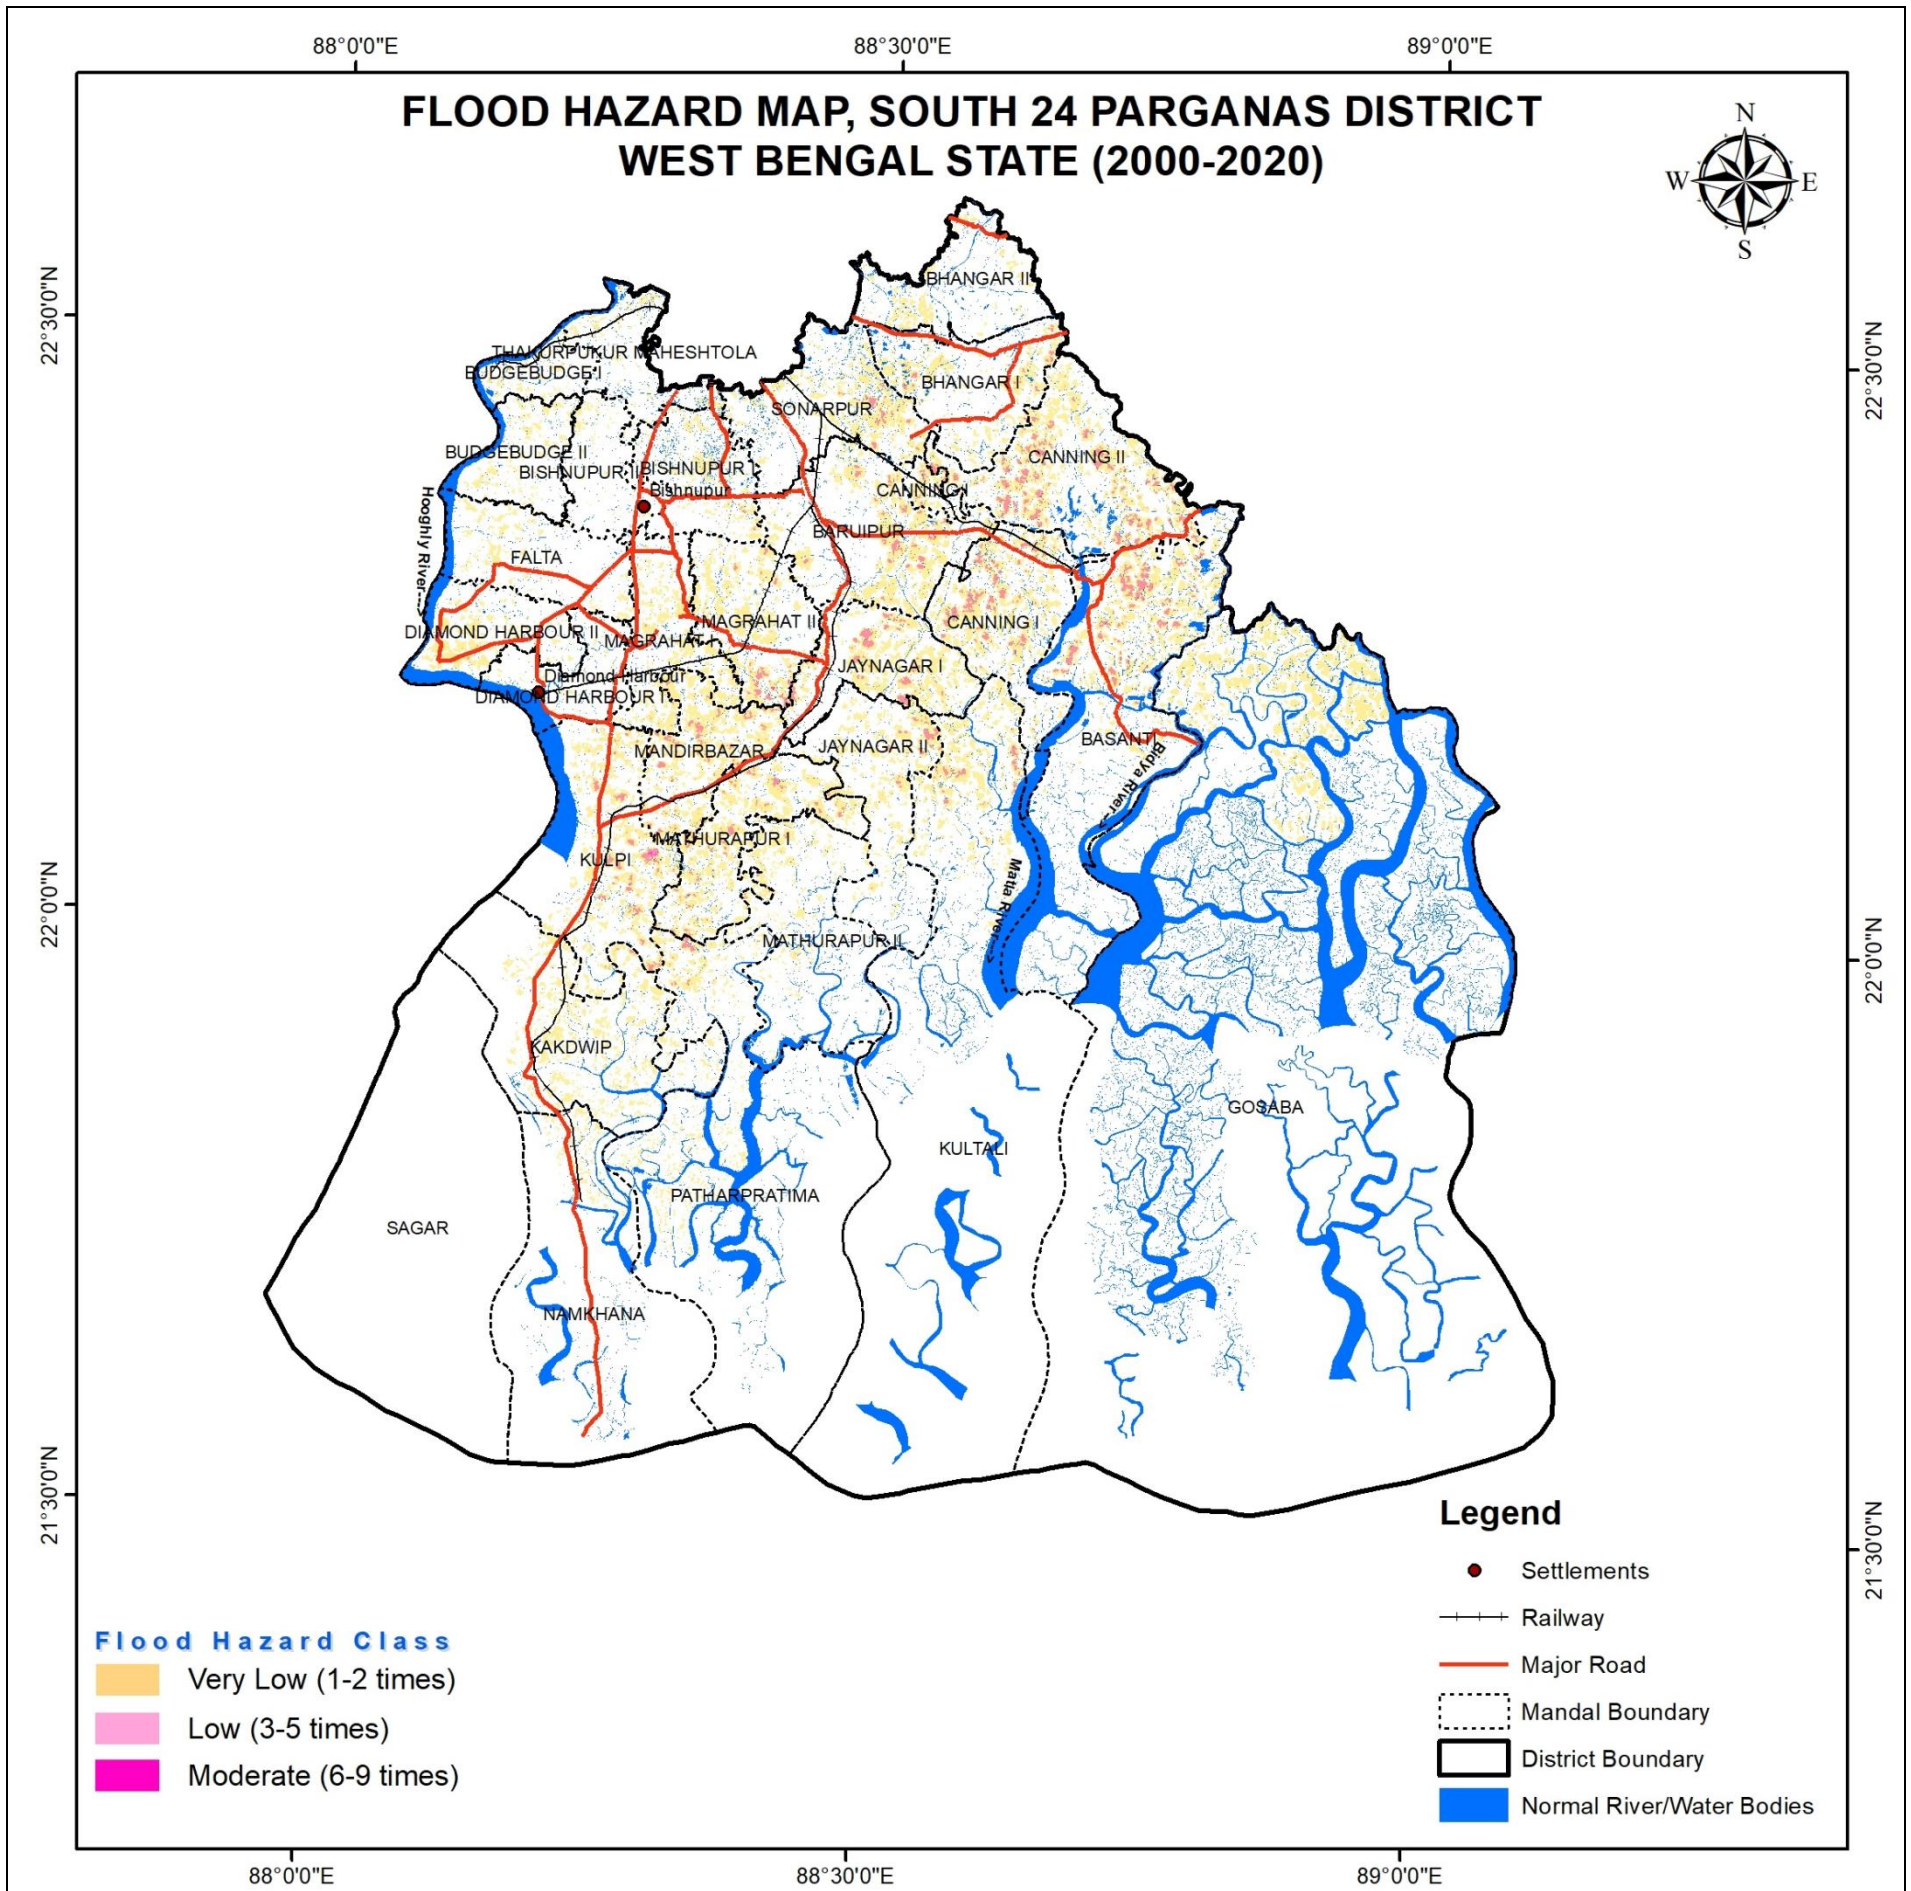 88°0'0"E
88°30'0"E
89°0'0"E
FLOOD HAZARD MAP, SOUTH 24 PARGANAS DISTRICT
WEST BENGAL STATE (2000-2020)
N
W
E
S
22°30'0"N
22°30'0"N
BHANGAR II
THAKURPUKUR MAHESHTOLA
BUDGEBUDGE I
BHANGAR I
SONARPUR
BUDGEBUDGE II
CANNING II
BISHNUPUR II
BISHNUPUR I
Bishnupur
CANNING I
Hooghly River-->
BARUIPUR
FALTA
MAGRAHAT II
CANNING I
DIAMOND HARBOUR II
MAGRAHAT I
JAYNAGAR I
Diamond Harbour
DIAMOND HARBOUR I
BASANTI
MANDIRBAZAR
JAYNAGAR II
Bidya River-->
MATHURAPUR I
KULPI
Matla River-->
22°0'0"N
22°0'0"N
MATHURAPUR II
KAKDWIP
GOSABA
KULTALI
PATHARPRATIMA
SAGAR
NAMKHANA
21°30'0"N
21°30'0"N
Legend
Settlements
Railway
Major Road
Mandal Boundary
District Boundary
Normal River/Water Bodies
Flood Hazard Class
Very Low (1-2 times)
Low (3-5 times)
Moderate (6-9 times)
88°0'0"E
88°30'0"E
89°0'0"E